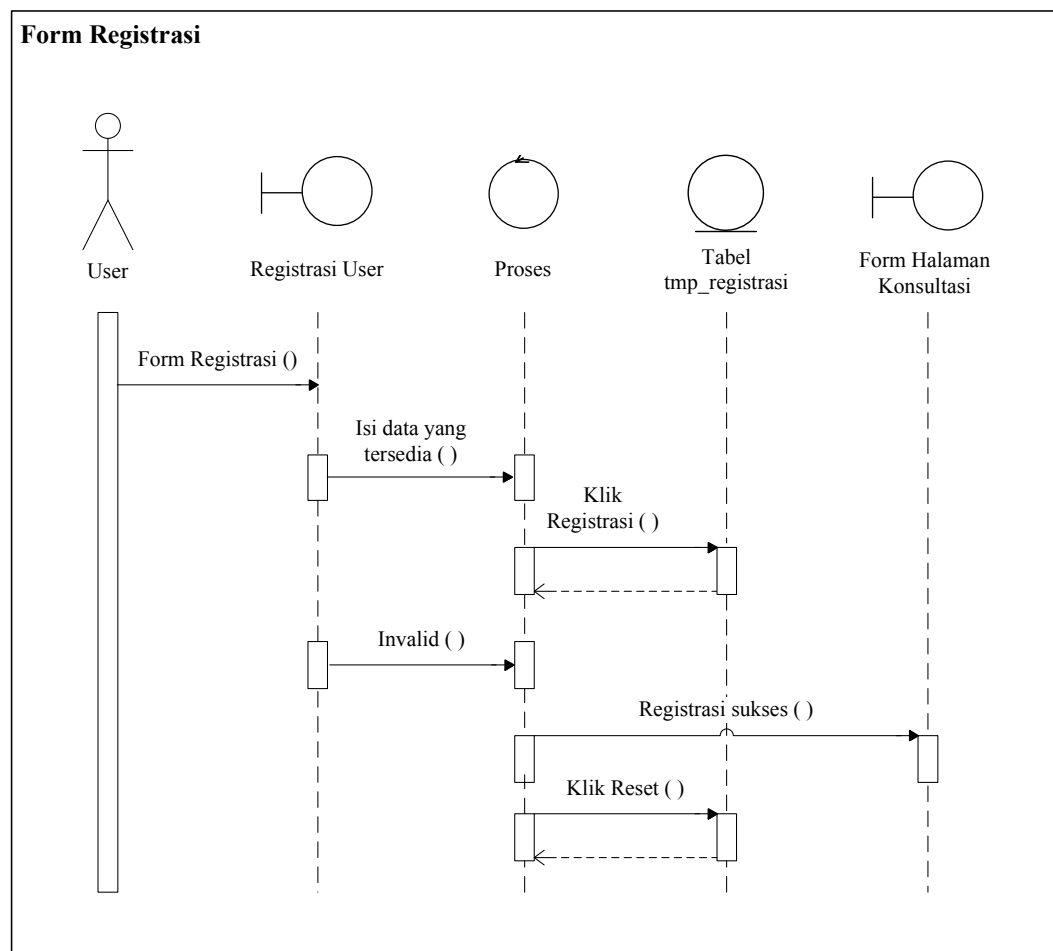 Form Registrasi
User
Registrasi User
Proses
Tabel
tmp_registrasi
Form Halaman
Konsultasi
Form Registrasi ()
Isi data yang
tersedia ( )
Klik
Registrasi ( )
Invalid ( )
Registrasi sukses ( )
Klik Reset ( )